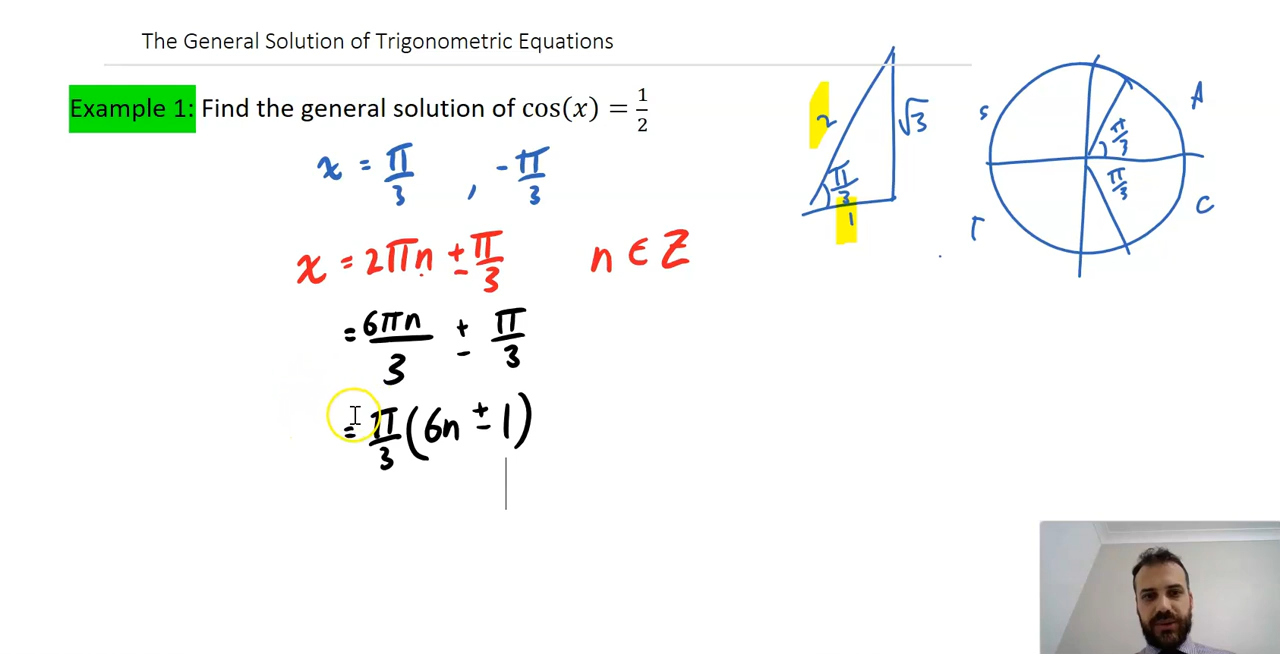 The General Solution of Trigonometric Equations
Example 1: Find the general solution of cos(x) = 1/2
x = π/3 , -π/3
x = 2πn ± π/3 n ∈ Z
= 6πn/3 ± π/3
= π/3 (6n ± 1)
2
√3
π/3
1
S
A
π/3
π/3
T
C